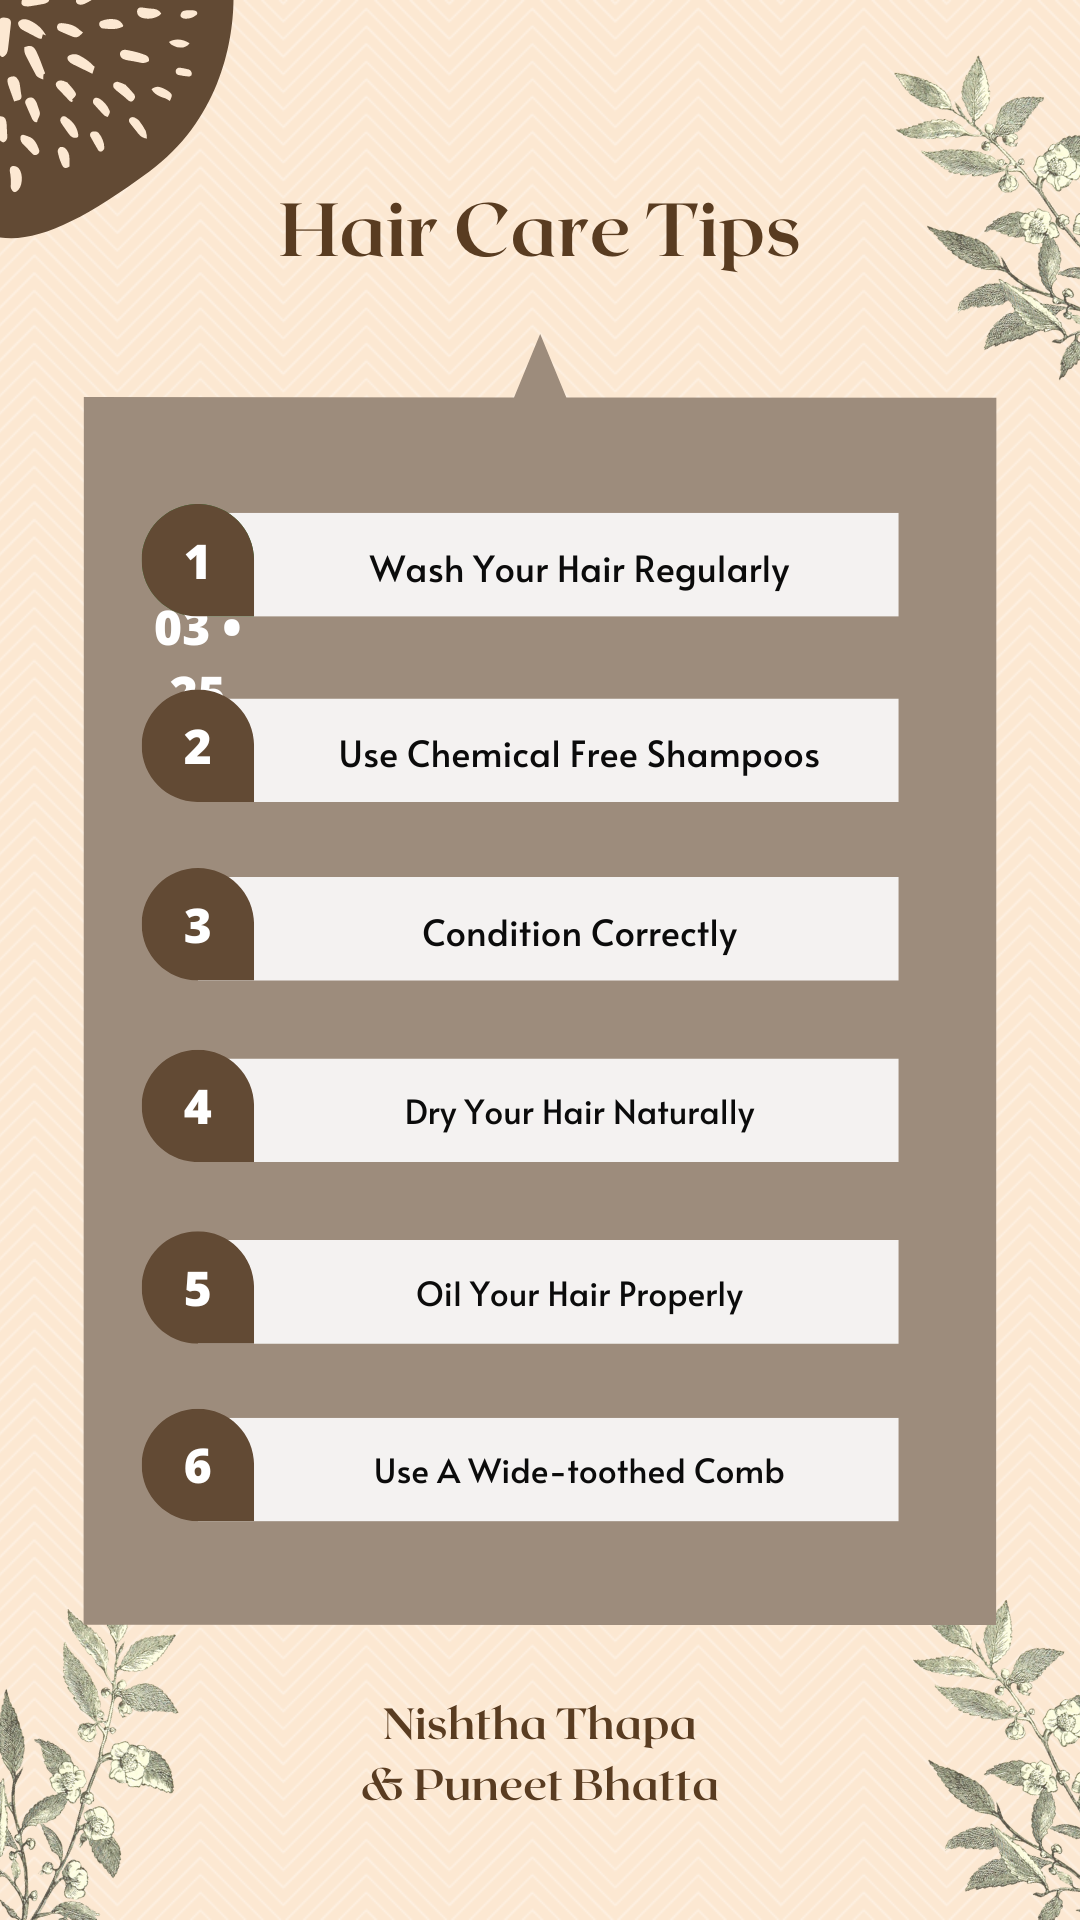 Hair Care Tips
1
Wash Your Hair Regularly
03 •
25
2
Use Chemical Free Shampoos
3
Condition Correctly
4
Dry Your Hair Naturally
5
Oil Your Hair Properly
6
Use A Wide-toothed Comb
Nishtha Thapa
& Puneet Bhatta